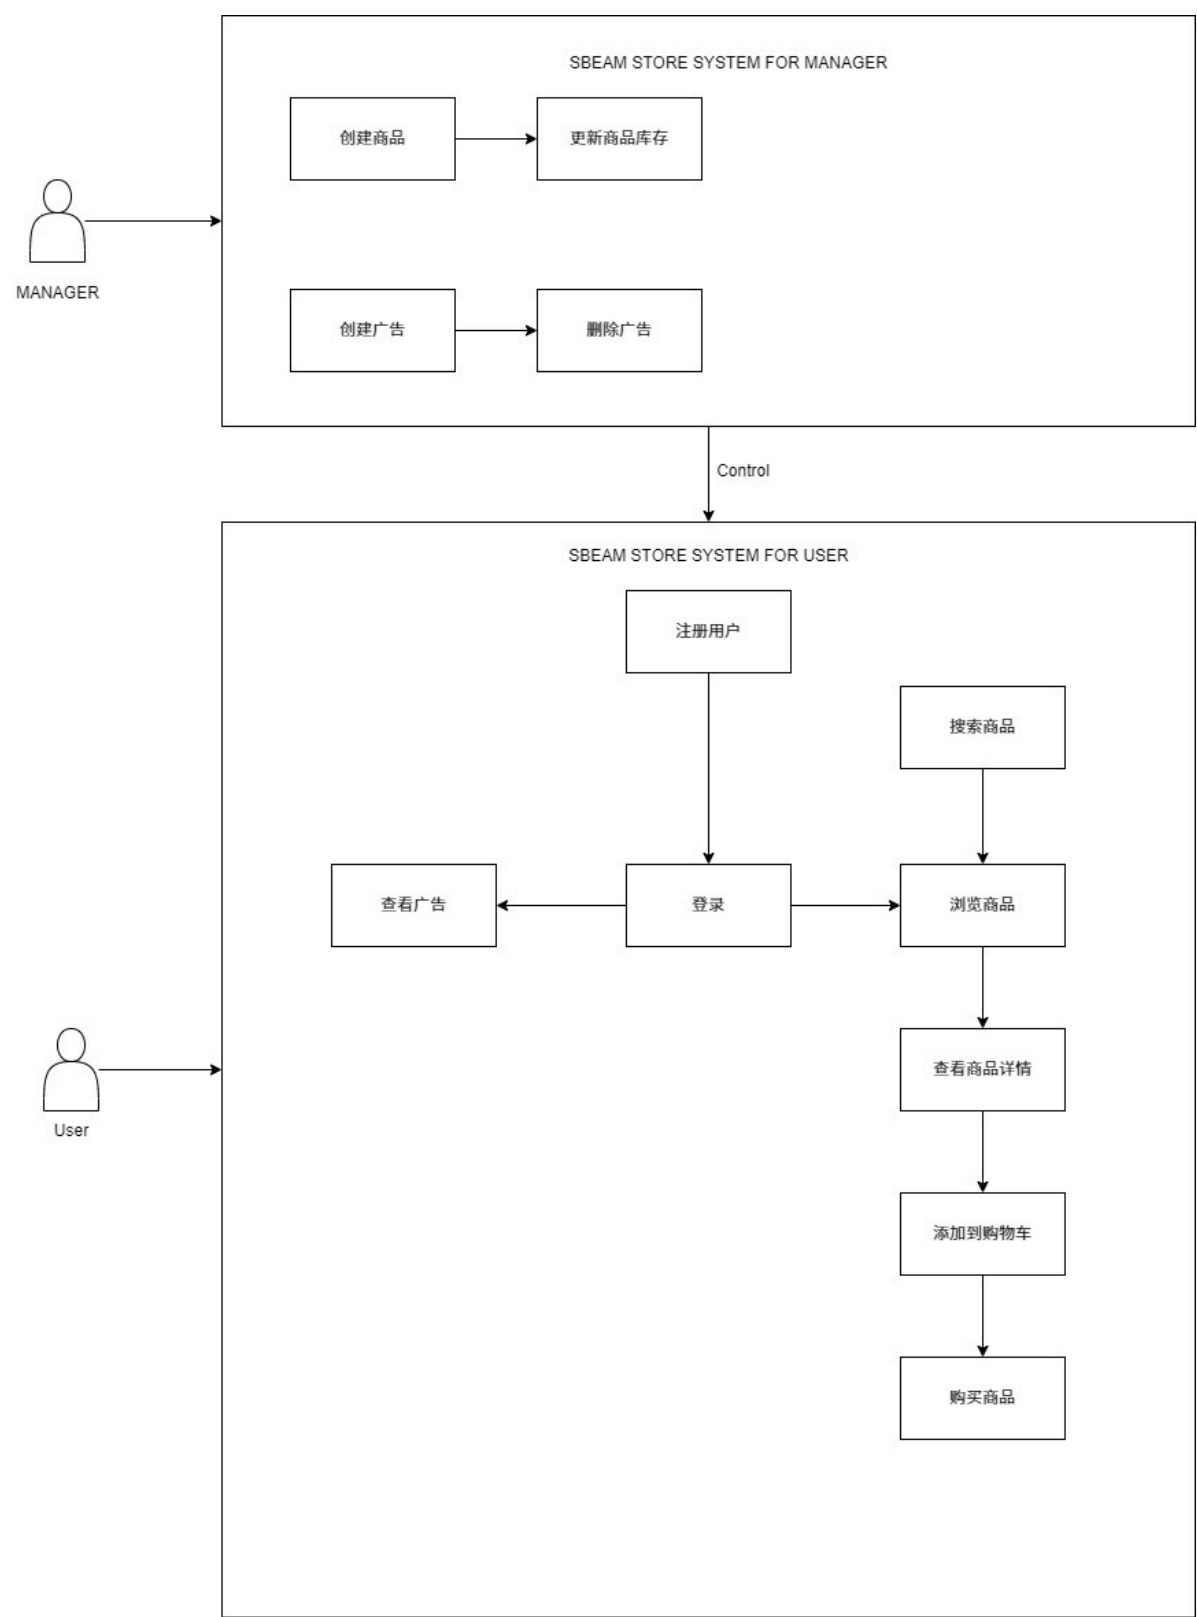 SBEAM STORE SYSTEM FOR MANAGER
创建商品
更新商品库存
MANAGER
创建广告
删除广告
Control
SBEAM STORE SYSTEM FOR USER
注册用户
搜索商品
查看广告
登录
浏览商品
查看商品详情
User
添加到购物车
购买商品